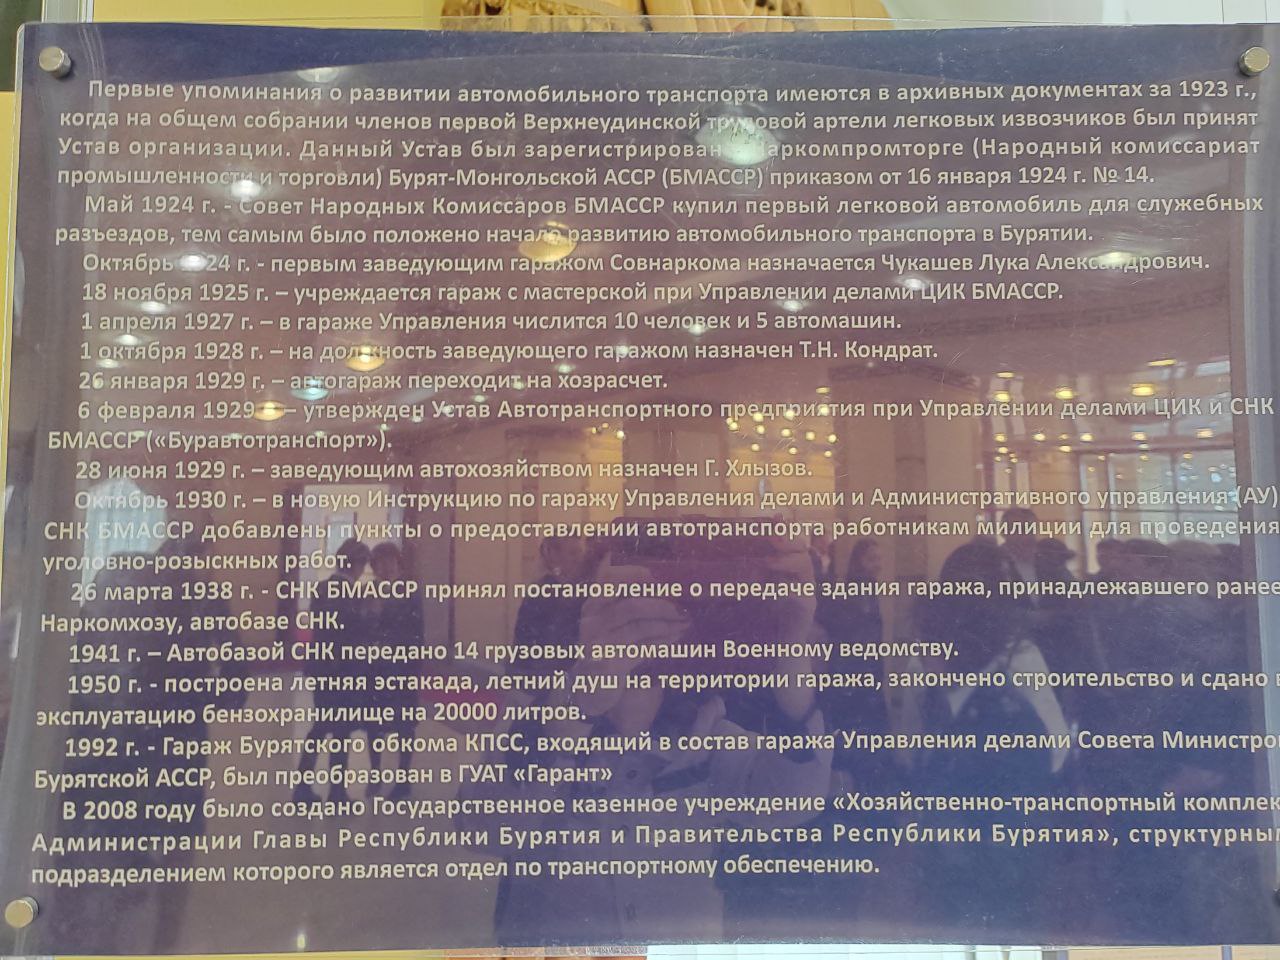 Первые упоминания о развитии автомобильного транспорта имеются в архивных документах за 1923 г.,
когда на общем собрании членов первой Верхнеудинской трудовой артели легковых извозчиков был принят
Устав организации. Данный Устав был зарегистрирован Наркомпромторге (Народный комиссариат
промышленности и торговли) Бурят-Монгольской АССР (БМАССР) приказом от 16 января 1924 г. № 14.
Май 1924 г. - Совет Народных Комиссаров БМАССР купил первый легковой автомобиль для служебных
разъездов, тем самым было положено начало развитию автомобильного транспорта в Бурятии.
Октябрь 1924 г. - первым заведующим гаражом Совнаркома назначается Чукашев Лука Александрович.
18 ноября 1925 г. – учреждается гараж с мастерской при Управлении делами ЦИК БМАССР.
1 апреля 1927 г. – в гараже Управления числится 10 человек и 5 автомашин.
1 октября 1928 г. – на должность заведующего гаражом назначен Т.Н. Кондрат.
26 января 1929 г. – автогараж переходит на хозрасчет.
6 февраля 1929 г. – утвержден Устав Автотранспортного предприятия при Управлении делами ЦИК и СНК
БМАССР («Буравтотранспорт»).
28 июня 1929 г. – заведующим автохозяйством назначен Г. Хлызов.
Октябрь 1930 г. – в новую Инструкцию по гаражу Управления делами и Административного управления (АУ)
СНК БМАССР добавлены пункты о предоставлении автотранспорта работникам милиции для проведения
уголовно-розыскных работ.
26 марта 1938 г. - СНК БМАССР принял постановление о передаче здания гаража, принадлежавшего ранее
Наркомхозу, автобазе СНК.
1941 г. – Автобазой СНК передано 14 грузовых автомашин Военному ведомству.
1950 г. - построена летняя эстакада, летний душ на территории гаража, закончено строительство и сдано в
эксплуатацию бензохранилище на 20000 литров.
1992 г. - Гараж Бурятского обкома КПСС, входящий в состав гаража Управления делами Совета Министро
Бурятской АССР, был преобразован в ГУАТ «Гарант»
В 2008 году было создано Государственное казенное учреждение «Хозяйственно-транспортный комплек
Администрации Главы Республики Бурятия и Правительства Республики Бурятия», структурным
подразделением которого является отдел по транспортному обеспечению.